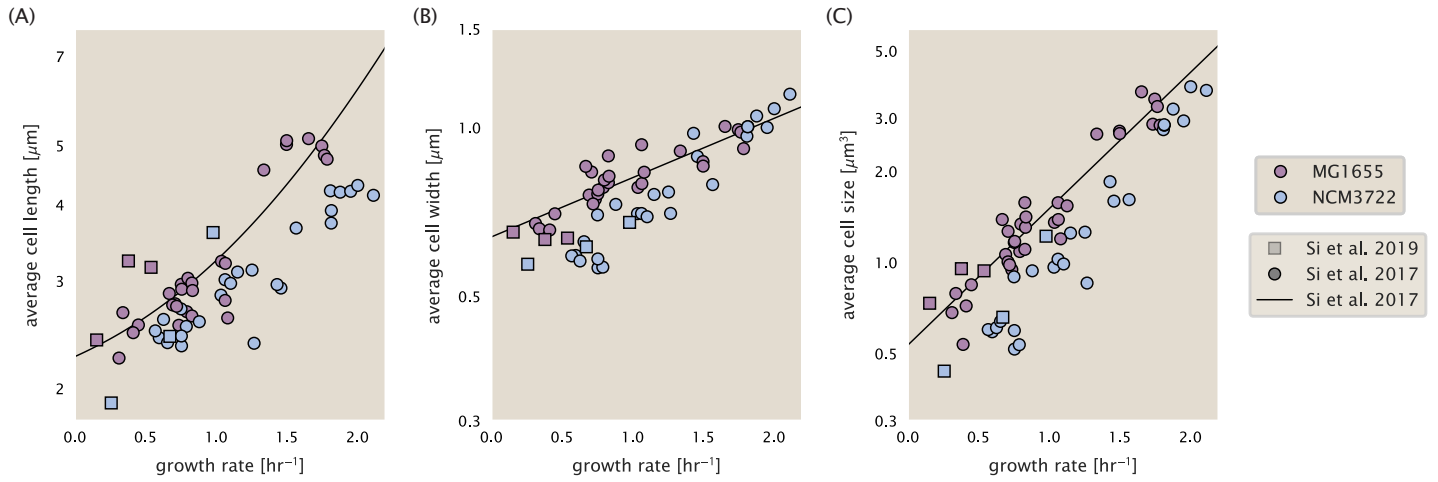 (A)
average cell length [μm]
7
5
4
3
2
0.0 0.5 1.0 1.5 2.0
growth rate [hr⁻¹]
(B)
average cell width [μm]
1.5
1.0
0.5
0.3
0.0 0.5 1.0 1.5 2.0
growth rate [hr⁻¹]
(C)
average cell size [μm³]
5.0
3.0
2.0
1.0
0.5
0.3
0.0 0.5 1.0 1.5 2.0
growth rate [hr⁻¹]
MG1655
NCM3722
Si et al. 2019
Si et al. 2017
Si et al. 2017